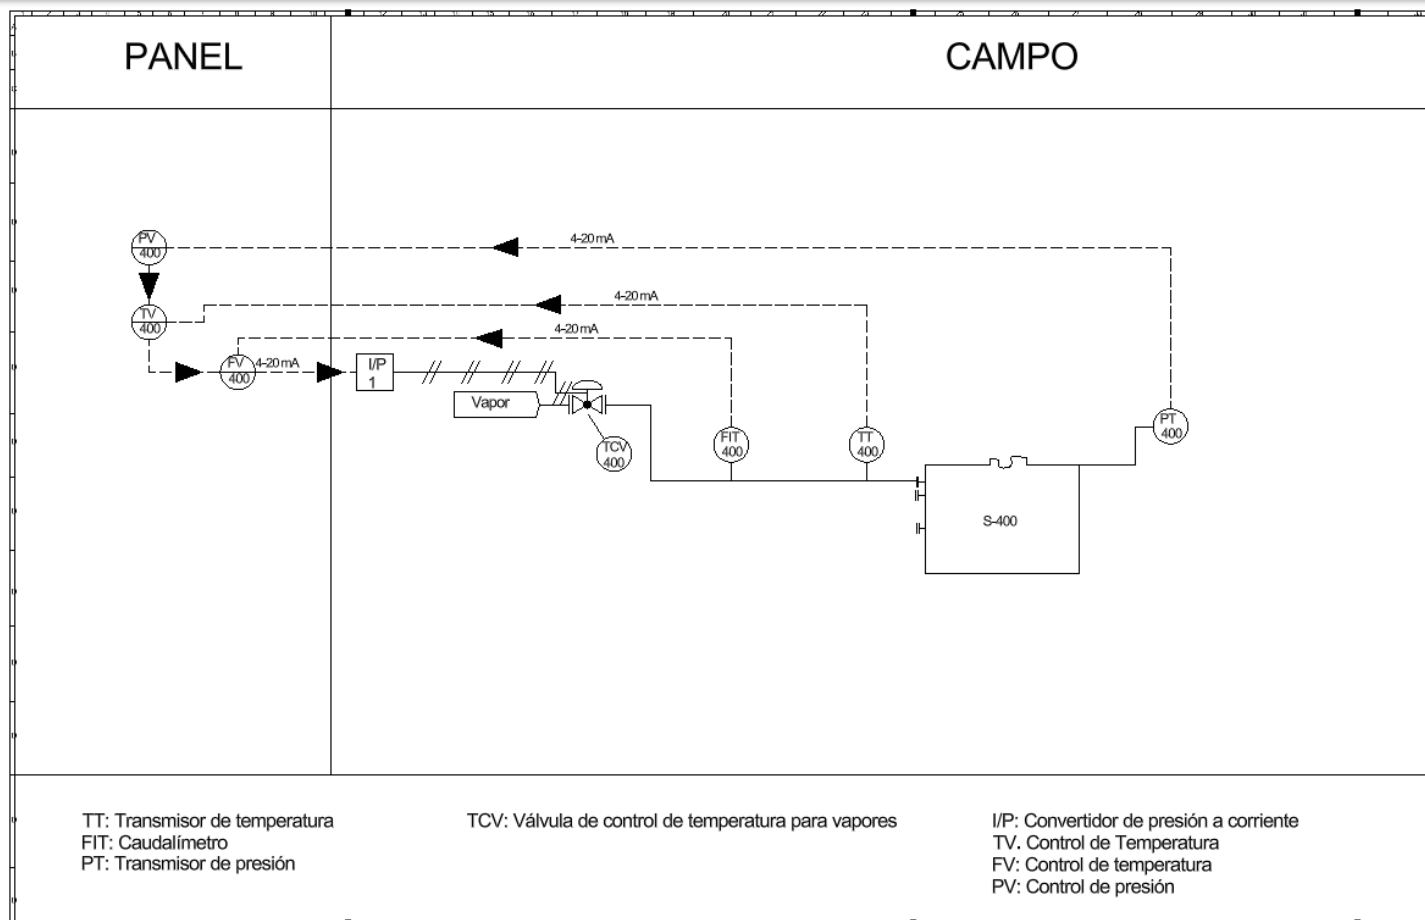 PANEL
CAMPO
PV
400
4-20mA
TV
400
4-20mA
4-20mA
FV
400
4-20mA
I/P
1
Vapor
TCV
400
FIT
400
TT
400
PT
400
S-400
TT: Transmisor de temperatura
FIT: Caudalímetro
PT: Transmisor de presión
TCV: Válvula de control de temperatura para vapores
I/P: Convertidor de presión a corriente
TV. Control de Temperatura
FV: Control de temperatura
PV: Control de presión